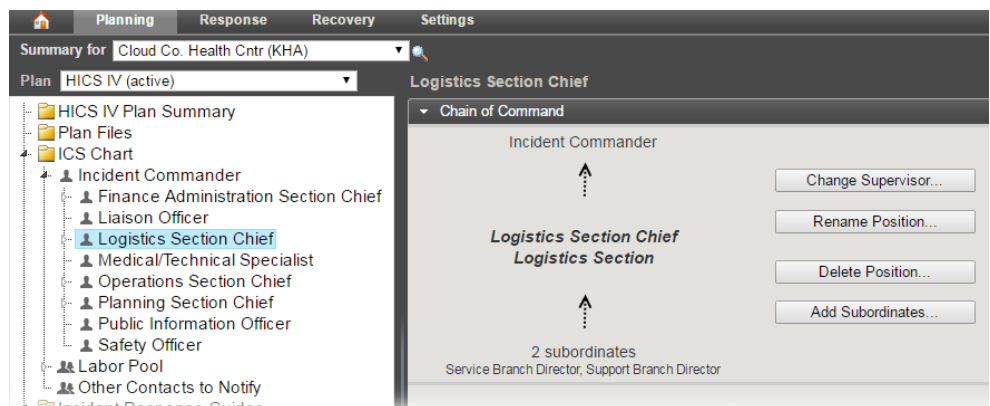 Planning Response Recovery Settings
Summary for Cloud Co. Health Cntr (KHA)
Plan HICS IV (active)
HICS IV Plan Summary
Plan Files
ICS Chart
Incident Commander
Finance Administration Section Chief
Liaison Officer
Logistics Section Chief
Medical/Technical Specialist
Operations Section Chief
Planning Section Chief
Public Information Officer
Safety Officer
Labor Pool
Other Contacts to Notify
Incident Response Guides
Logistics Section Chief
Chain of Command
Incident Commander
Logistics Section Chief
Logistics Section
2 subordinates
Service Branch Director, Support Branch Director
Change Supervisor...
Rename Position...
Delete Position...
Add Subordinates...